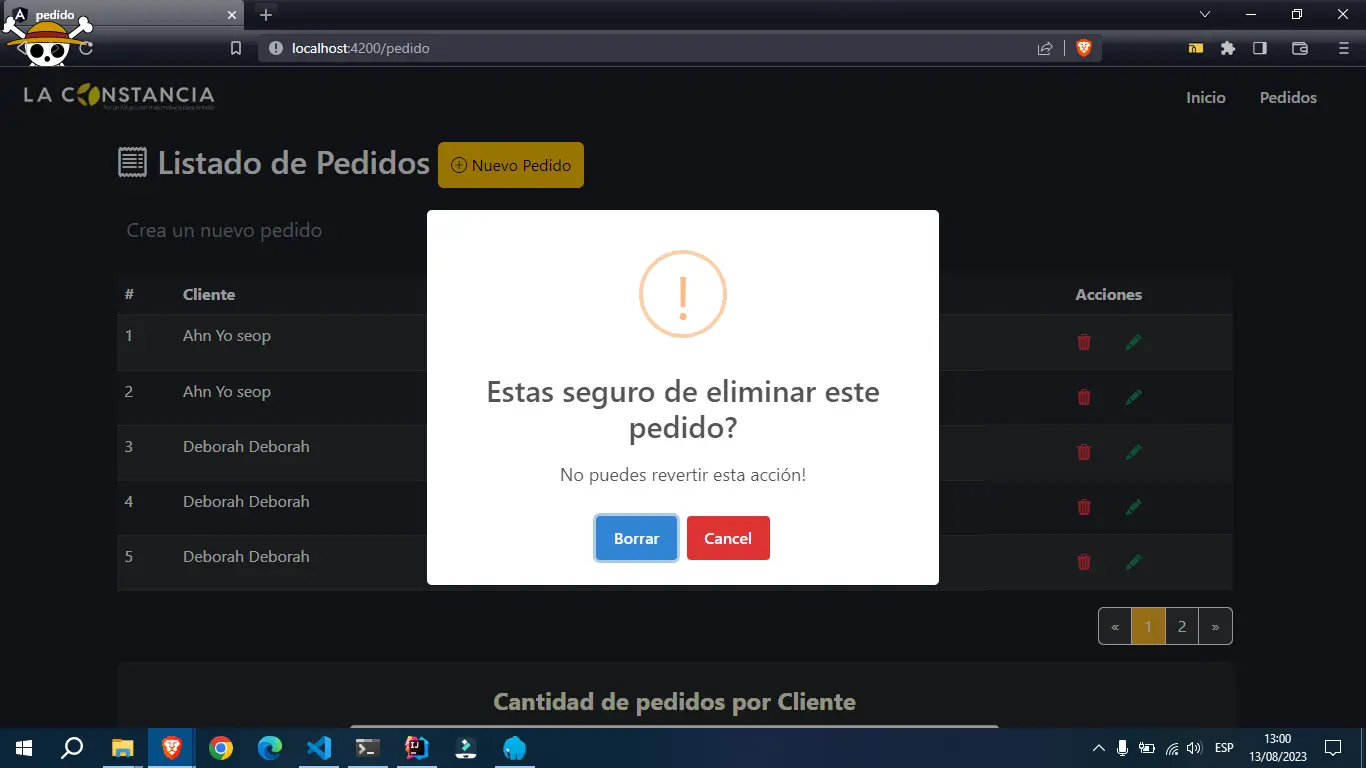 pedido
localhost:4200/pedido
LA CONSTANCIA
Inicio
Pedidos
Listado de Pedidos
Nuevo Pedido
Crea un nuevo pedido
# Cliente Acciones
1 Ahn Yo seop
2 Ahn Yo seop
3 Deborah Deborah
4 Deborah Deborah
5 Deborah Deborah
Estas seguro de eliminar este
pedido?
No puedes revertir esta acción!
Borrar
Cancel
« 1 2 »
Cantidad de pedidos por Cliente
ESP
13:00
13/08/2023